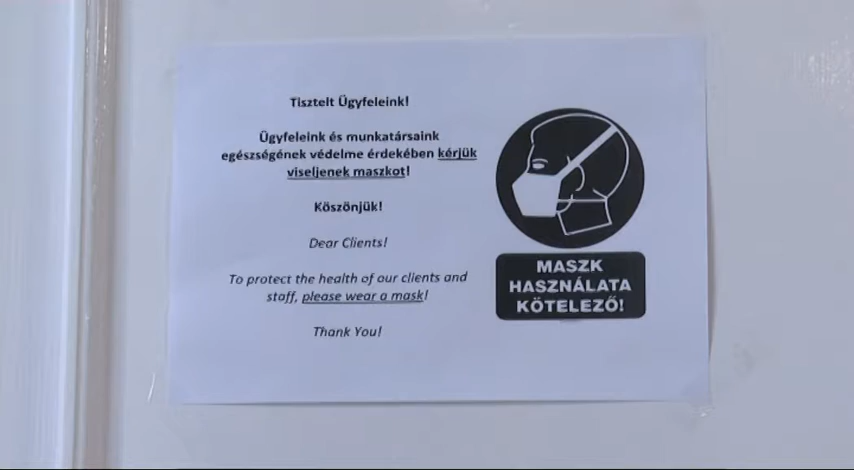 Tisztelt Ügyfeleink!
Ügyfeleink és munkatársaink
egészségének védelme érdekében kérjük
viseljenek maszkot!
Köszönjük!
Dear Clients!
To protect the health of our clients and
staff, please wear a mask!
Thank You!
MASZK
HASZNÁLATA
KÖTELEZŐ!